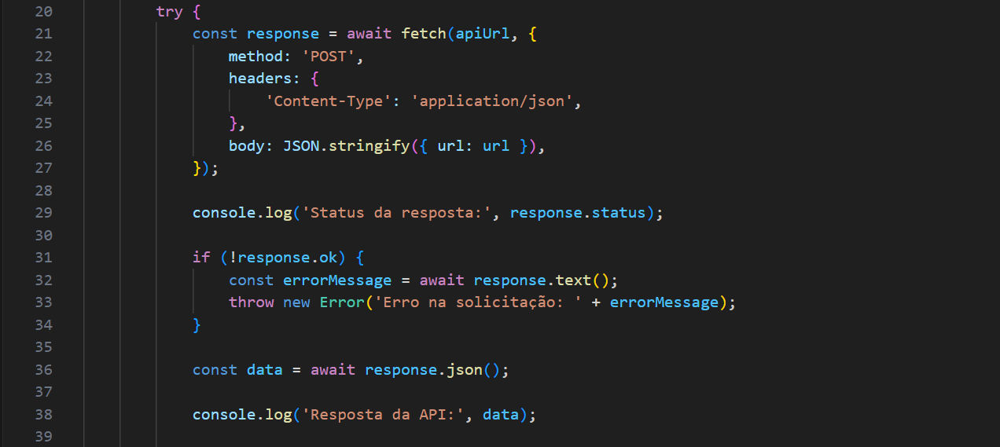 20 try {
21 const response = await fetch(apiUrl, {
22 method: 'POST',
23 headers: {
24 'Content-Type': 'application/json',
25 },
26 body: JSON.stringify({ url: url }),
27 });
28
29 console.log('Status da resposta:', response.status);
30
31 if (!response.ok) {
32 const errorMessage = await response.text();
33 throw new Error('Erro na solicitação: ' + errorMessage);
34 }
35
36 const data = await response.json();
37
38 console.log('Resposta da API:', data);
39